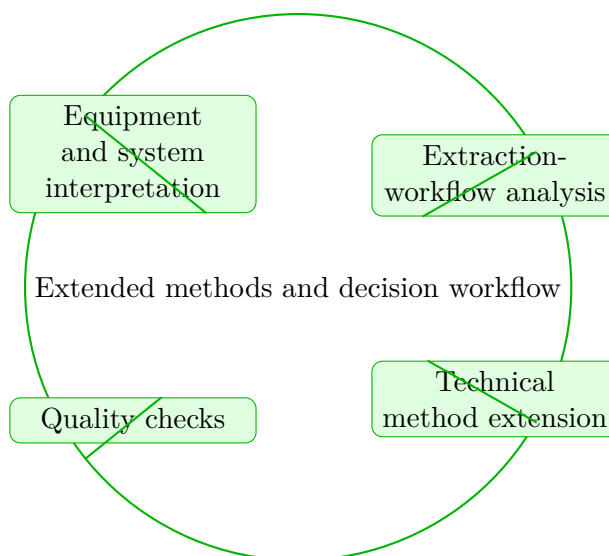 Equipment
and system
interpretation
Extraction-
workflow analysis
Extended methods and decision workflow
Technical
method extension
Quality checks